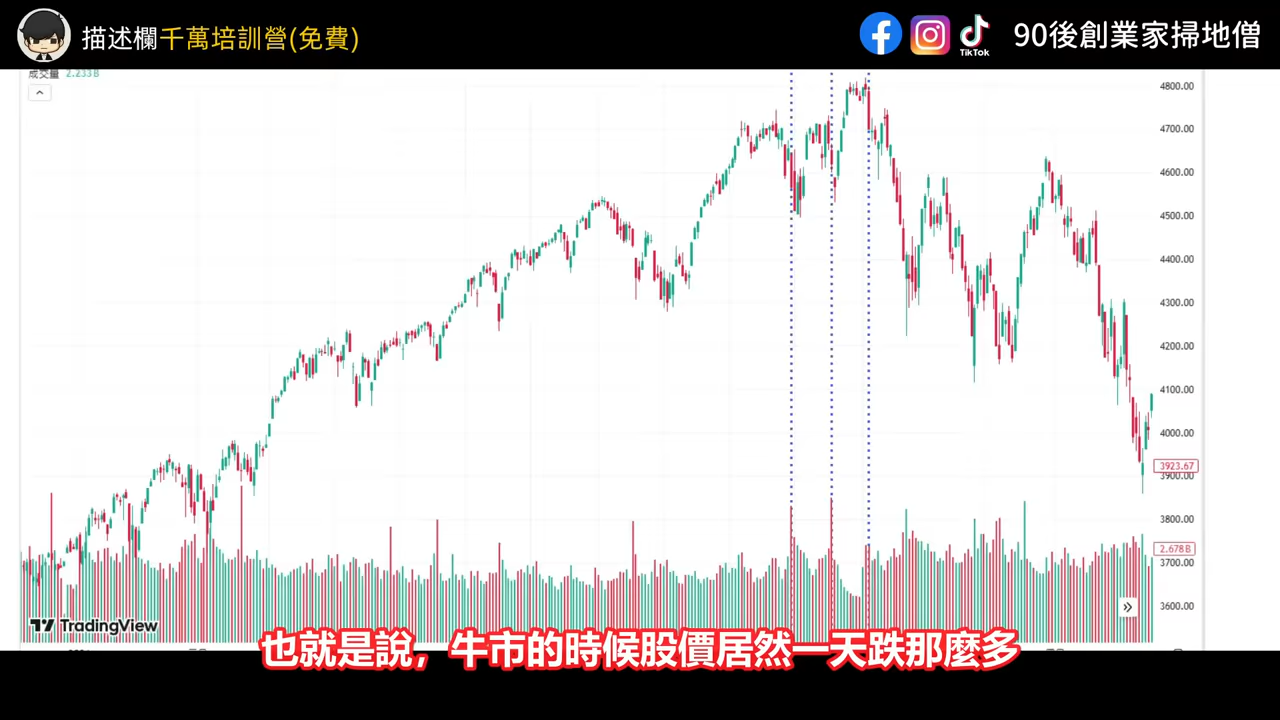 描述欄千萬培訓營(免費)
TikTok
90後創業家掃地僧
成交量 2.233B
4800.00
4700.00
4600.00
4500.00
4400.00
4300.00
4200.00
4100.00
4000.00
3923.67
3900.00
3800.00
2.678B
3700.00
3600.00
TradingView
也就是說，牛市的時候股價居然一天跌那麼多